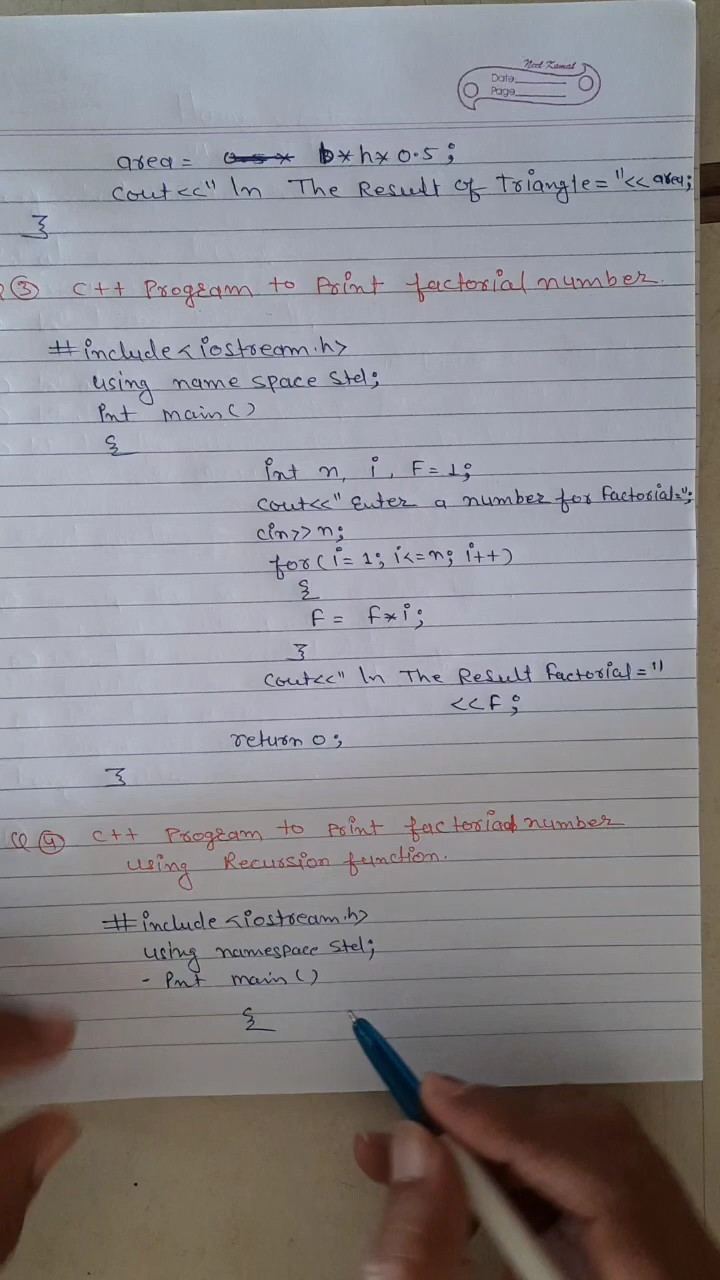 Neel Kamal
Date
Page
area = b*h*0.5;
cout<<" In The Result of Triangle="<<area;
}
③ C++ Program to Print factorial number.
#include<iostream.h>
using name space Std;
Int main()
{
int n, i, F=1;
cout<<" Enter a number for Factorial=";
cin>>n;
for(i=1; i<=n; i++)
{
F = f*i;
}
cout<<" In The Result factorial="
<<F;
return 0;
}
Q ④ C++ Program to Print factorial number
using Recursion function.
#include<iostream.h>
using namespace Std;
- Int main()
{